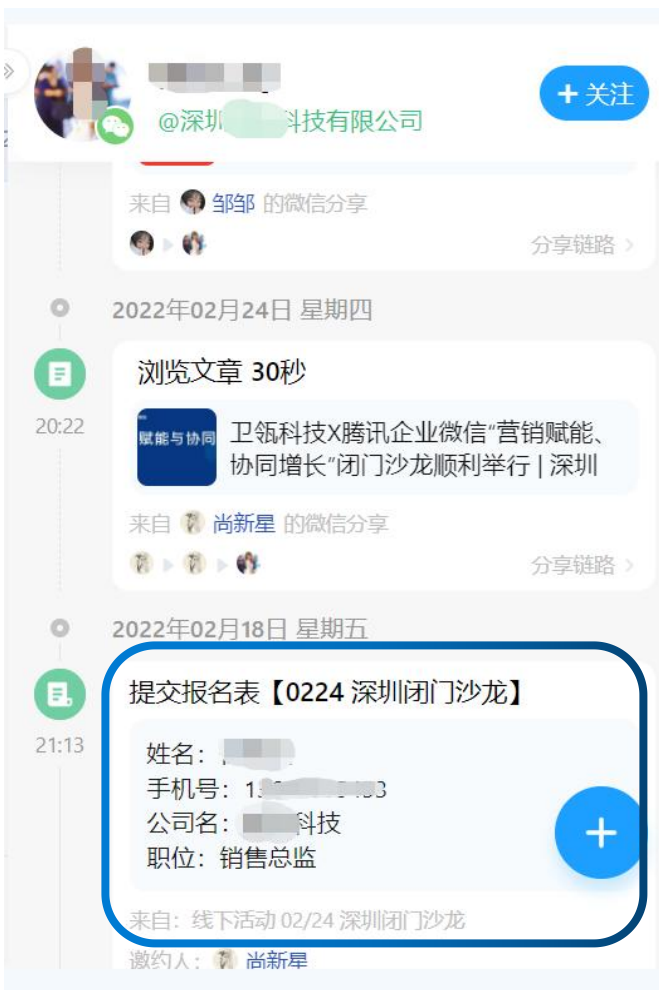 + 关注
@深圳 科技有限公司
来自 邹邹 的微信分享
分享链路 >
2022年02月24日 星期四
浏览文章 30秒
20:22
赋能与协同
卫瓴科技X腾讯企业微信“营销赋能、
协同增长”闭门沙龙顺利举行 | 深圳
来自 尚新星 的微信分享
分享链路 >
2022年02月18日 星期五
提交报名表【0224 深圳闭门沙龙】
21:13
姓名：
手机号：1
公司名： 科技
职位：销售总监
来自：线下活动 02/24 深圳闭门沙龙
邀约人： 尚新星